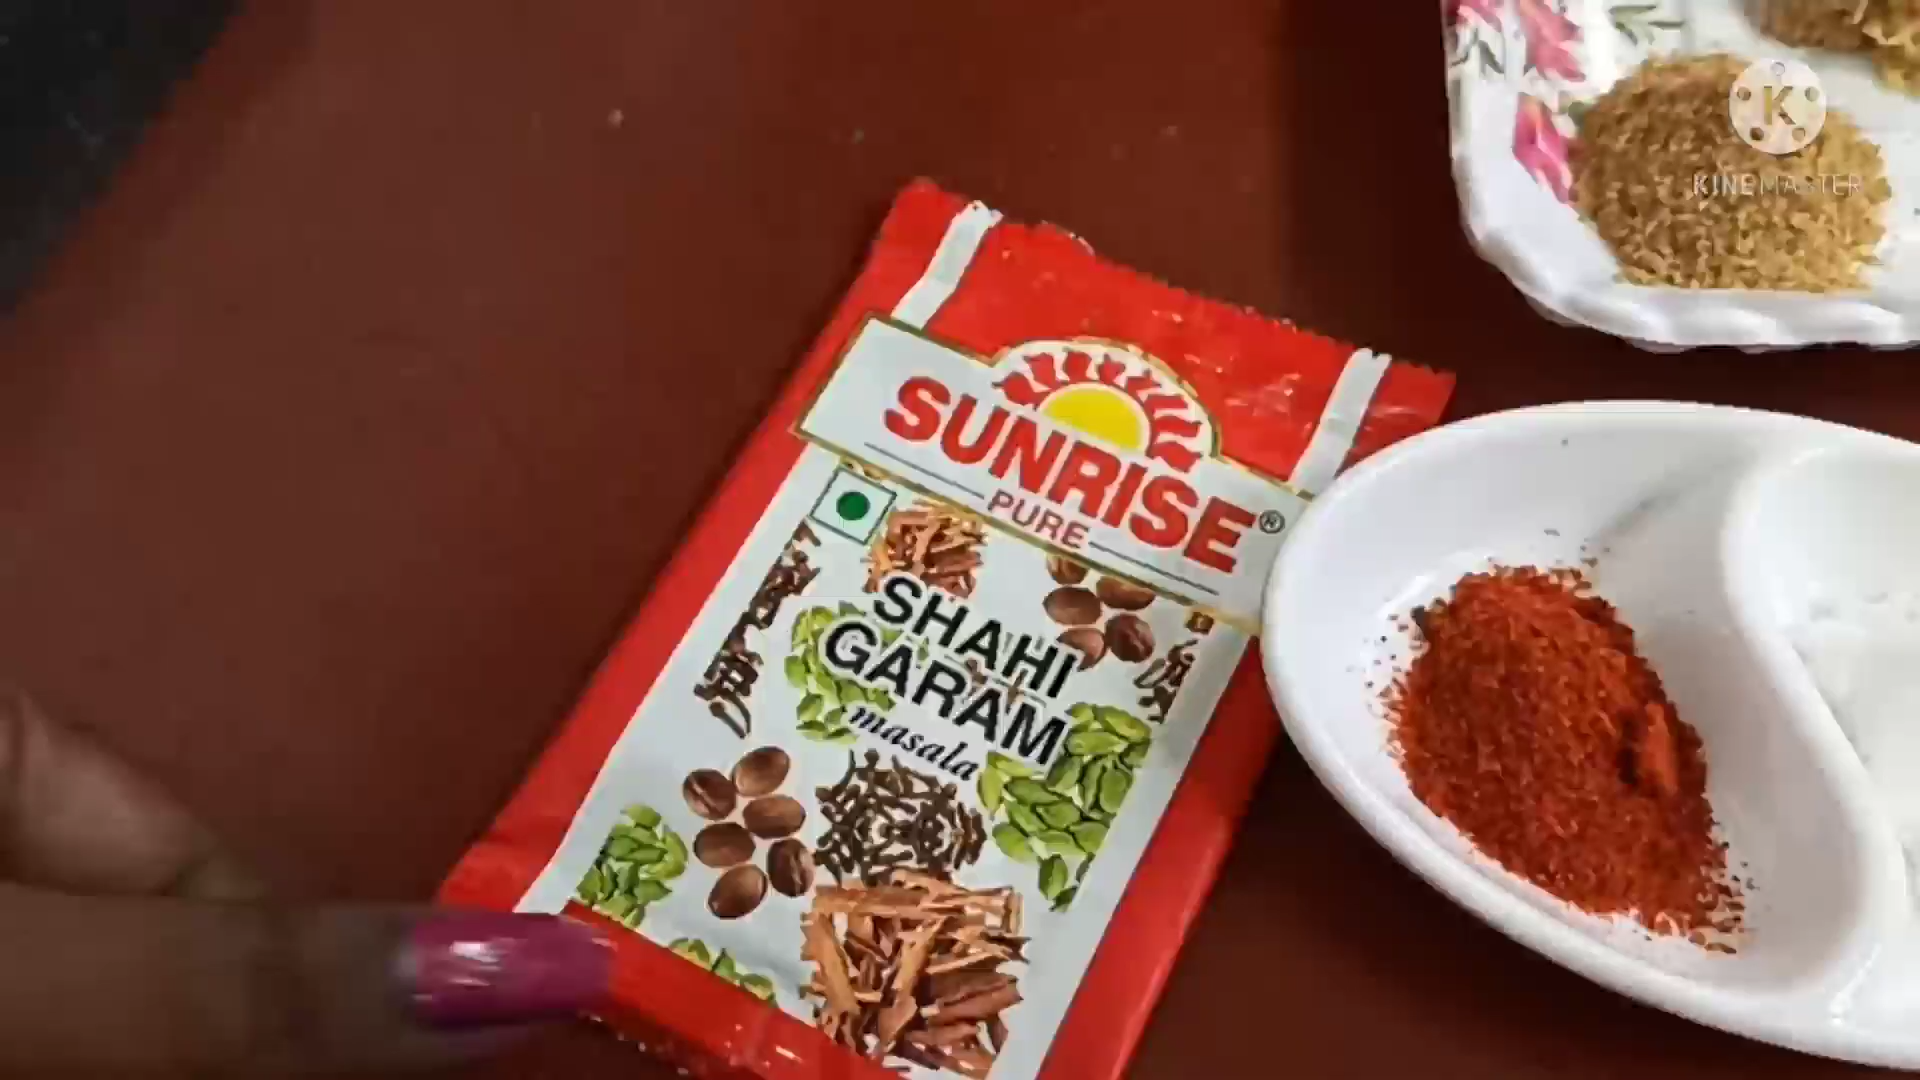 K
KINEMASTER
SUNRISE®
PURE
SHAHI
GARAM
masala